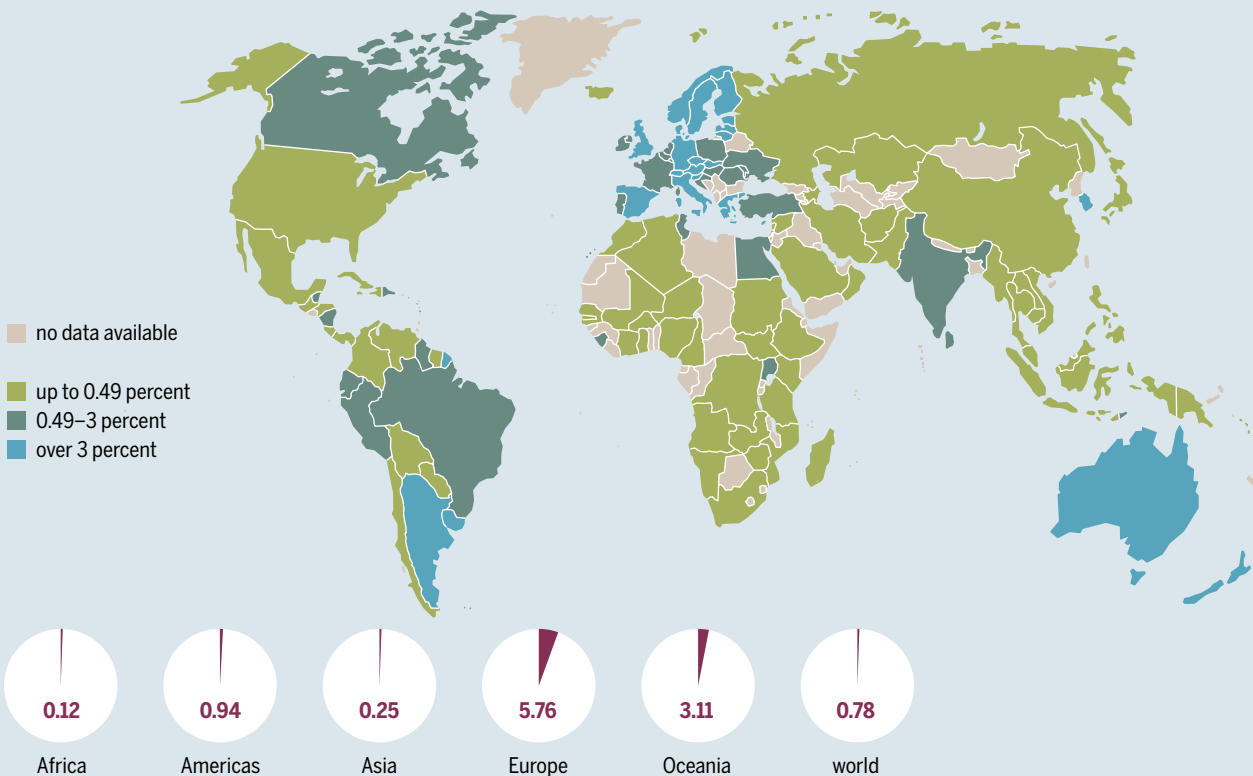 no data available
up to 0.49 percent
0.49–3 percent
over 3 percent
0.12
0.94
0.25
5.76
3.11
0.78
Africa
Americas
Asia
Europe
Oceania
world